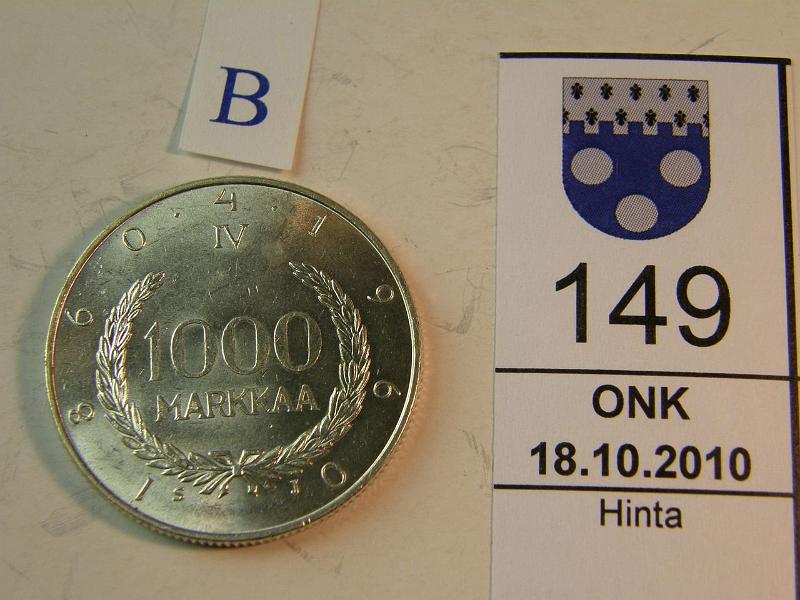 B
1860.4.1960
IV
1000
MARKKAA
S J
149
ONK
18.10.2010
Hinta